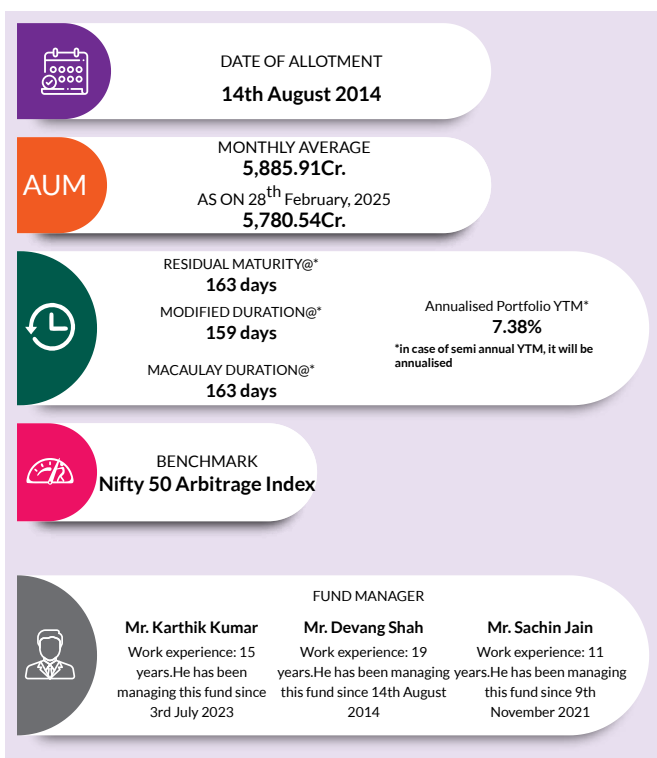 DATE OF ALLOTMENT
14th August 2014
AUM
MONTHLY AVERAGE
5,885.91Cr.
AS ON 28th February, 2025
5,780.54Cr.
RESIDUAL MATURITY@*
163 days
MODIFIED DURATION@*
159 days
MACAULAY DURATION@*
163 days
Annualised Portfolio YTM*
7.38%
*in case of semi annual YTM, it will be
annualised
BENCHMARK
Nifty 50 Arbitrage Index
FUND MANAGER
Mr. Karthik Kumar
Work experience: 15
years.He has been
managing this fund since
3rd July 2023
Mr. Devang Shah
Work experience: 19
years.He has been managing
this fund since 14th August
2014
Mr. Sachin Jain
Work experience: 11
years.He has been managing
this fund since 9th
November 2021